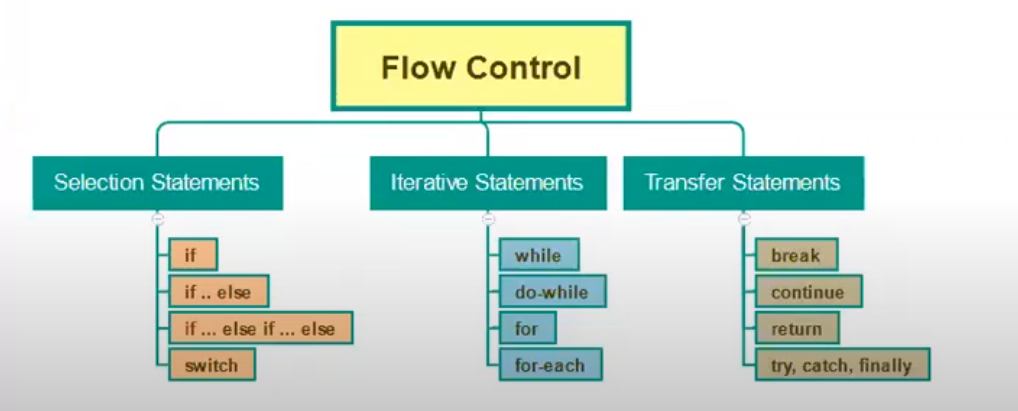 Flow Control
Selection Statements
if
if .. else
if ... else if ... else
switch
Iterative Statements
while
do-while
for
for-each
Transfer Statements
break
continue
return
try, catch, finally